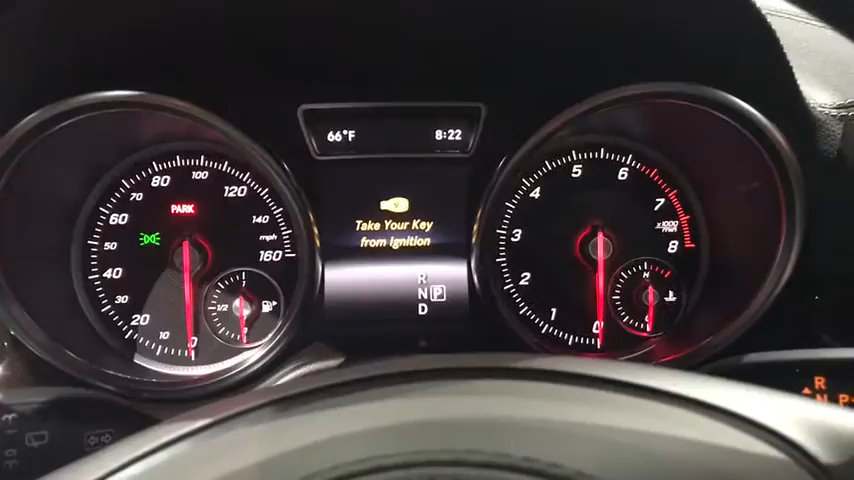 66°F 8:22
Take Your Key
from Ignition
R
N P
D
PARK
0
10
20
30
40
50
60
70
80
100
120
140
mph
160
1/2
1
0
1
2
3
4
5
6
7
x1000
min
8
H
C
R
N P